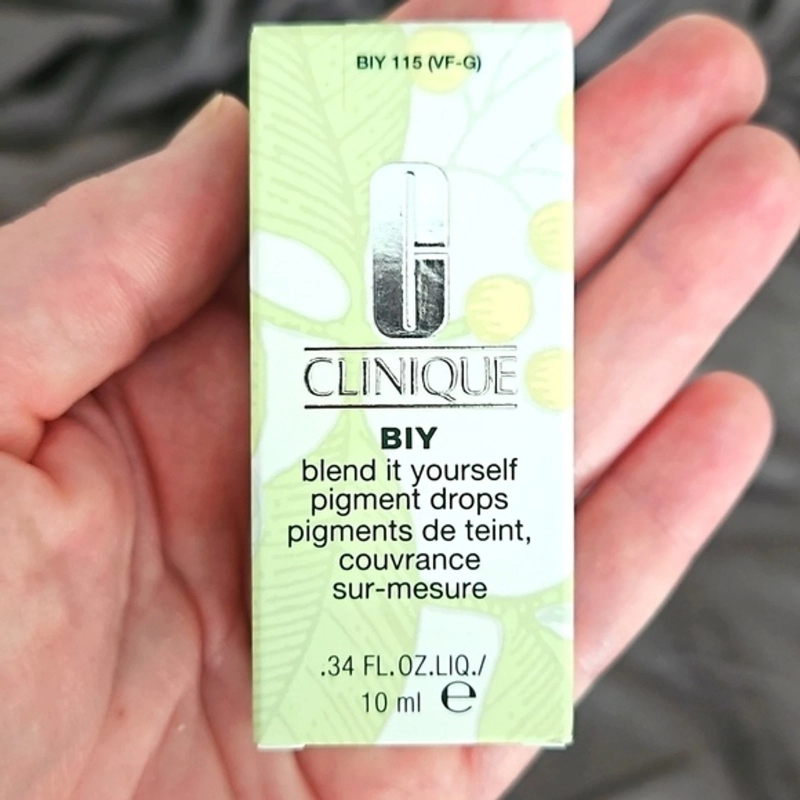 BIY 115 (VF-G)
CLINIQUE
BIY
blend it yourself
pigment drops
pigments de teint,
couvrance
sur-mesure
.34 FL.OZ.LIQ./
10 ml ℮